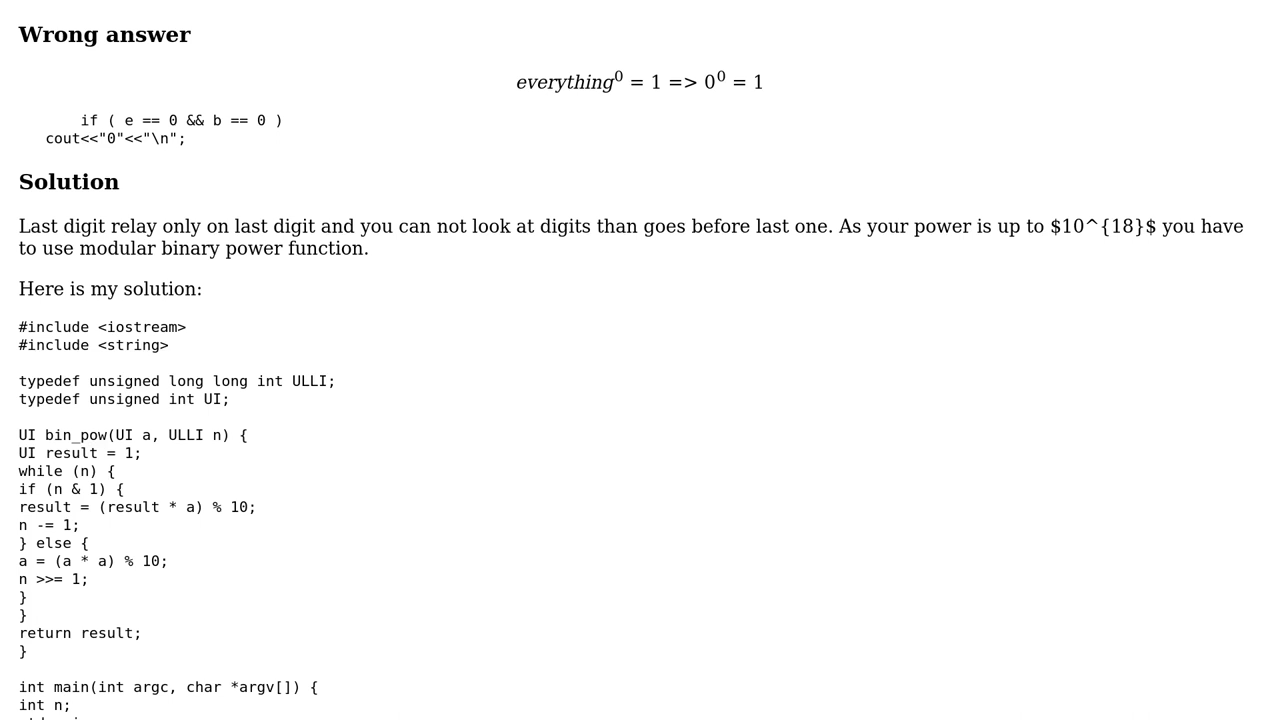 Wrong answer
everything^0 = 1 => 0^0 = 1
if ( e == 0 && b == 0 )
cout<<"0"<<"\n";
Solution
Last digit relay only on last digit and you can not look at digits than goes before last one. As your power is up to $10^{18}$ you have
to use modular binary power function.
Here is my solution:
#include <iostream>
#include <string>
typedef unsigned long long int ULLI;
typedef unsigned int UI;
UI bin_pow(UI a, ULLI n) {
UI result = 1;
while (n) {
if (n & 1) {
result = (result * a) % 10;
n -= 1;
} else {
a = (a * a) % 10;
n >>= 1;
}
}
return result;
}
int main(int argc, char *argv[]) {
int n;